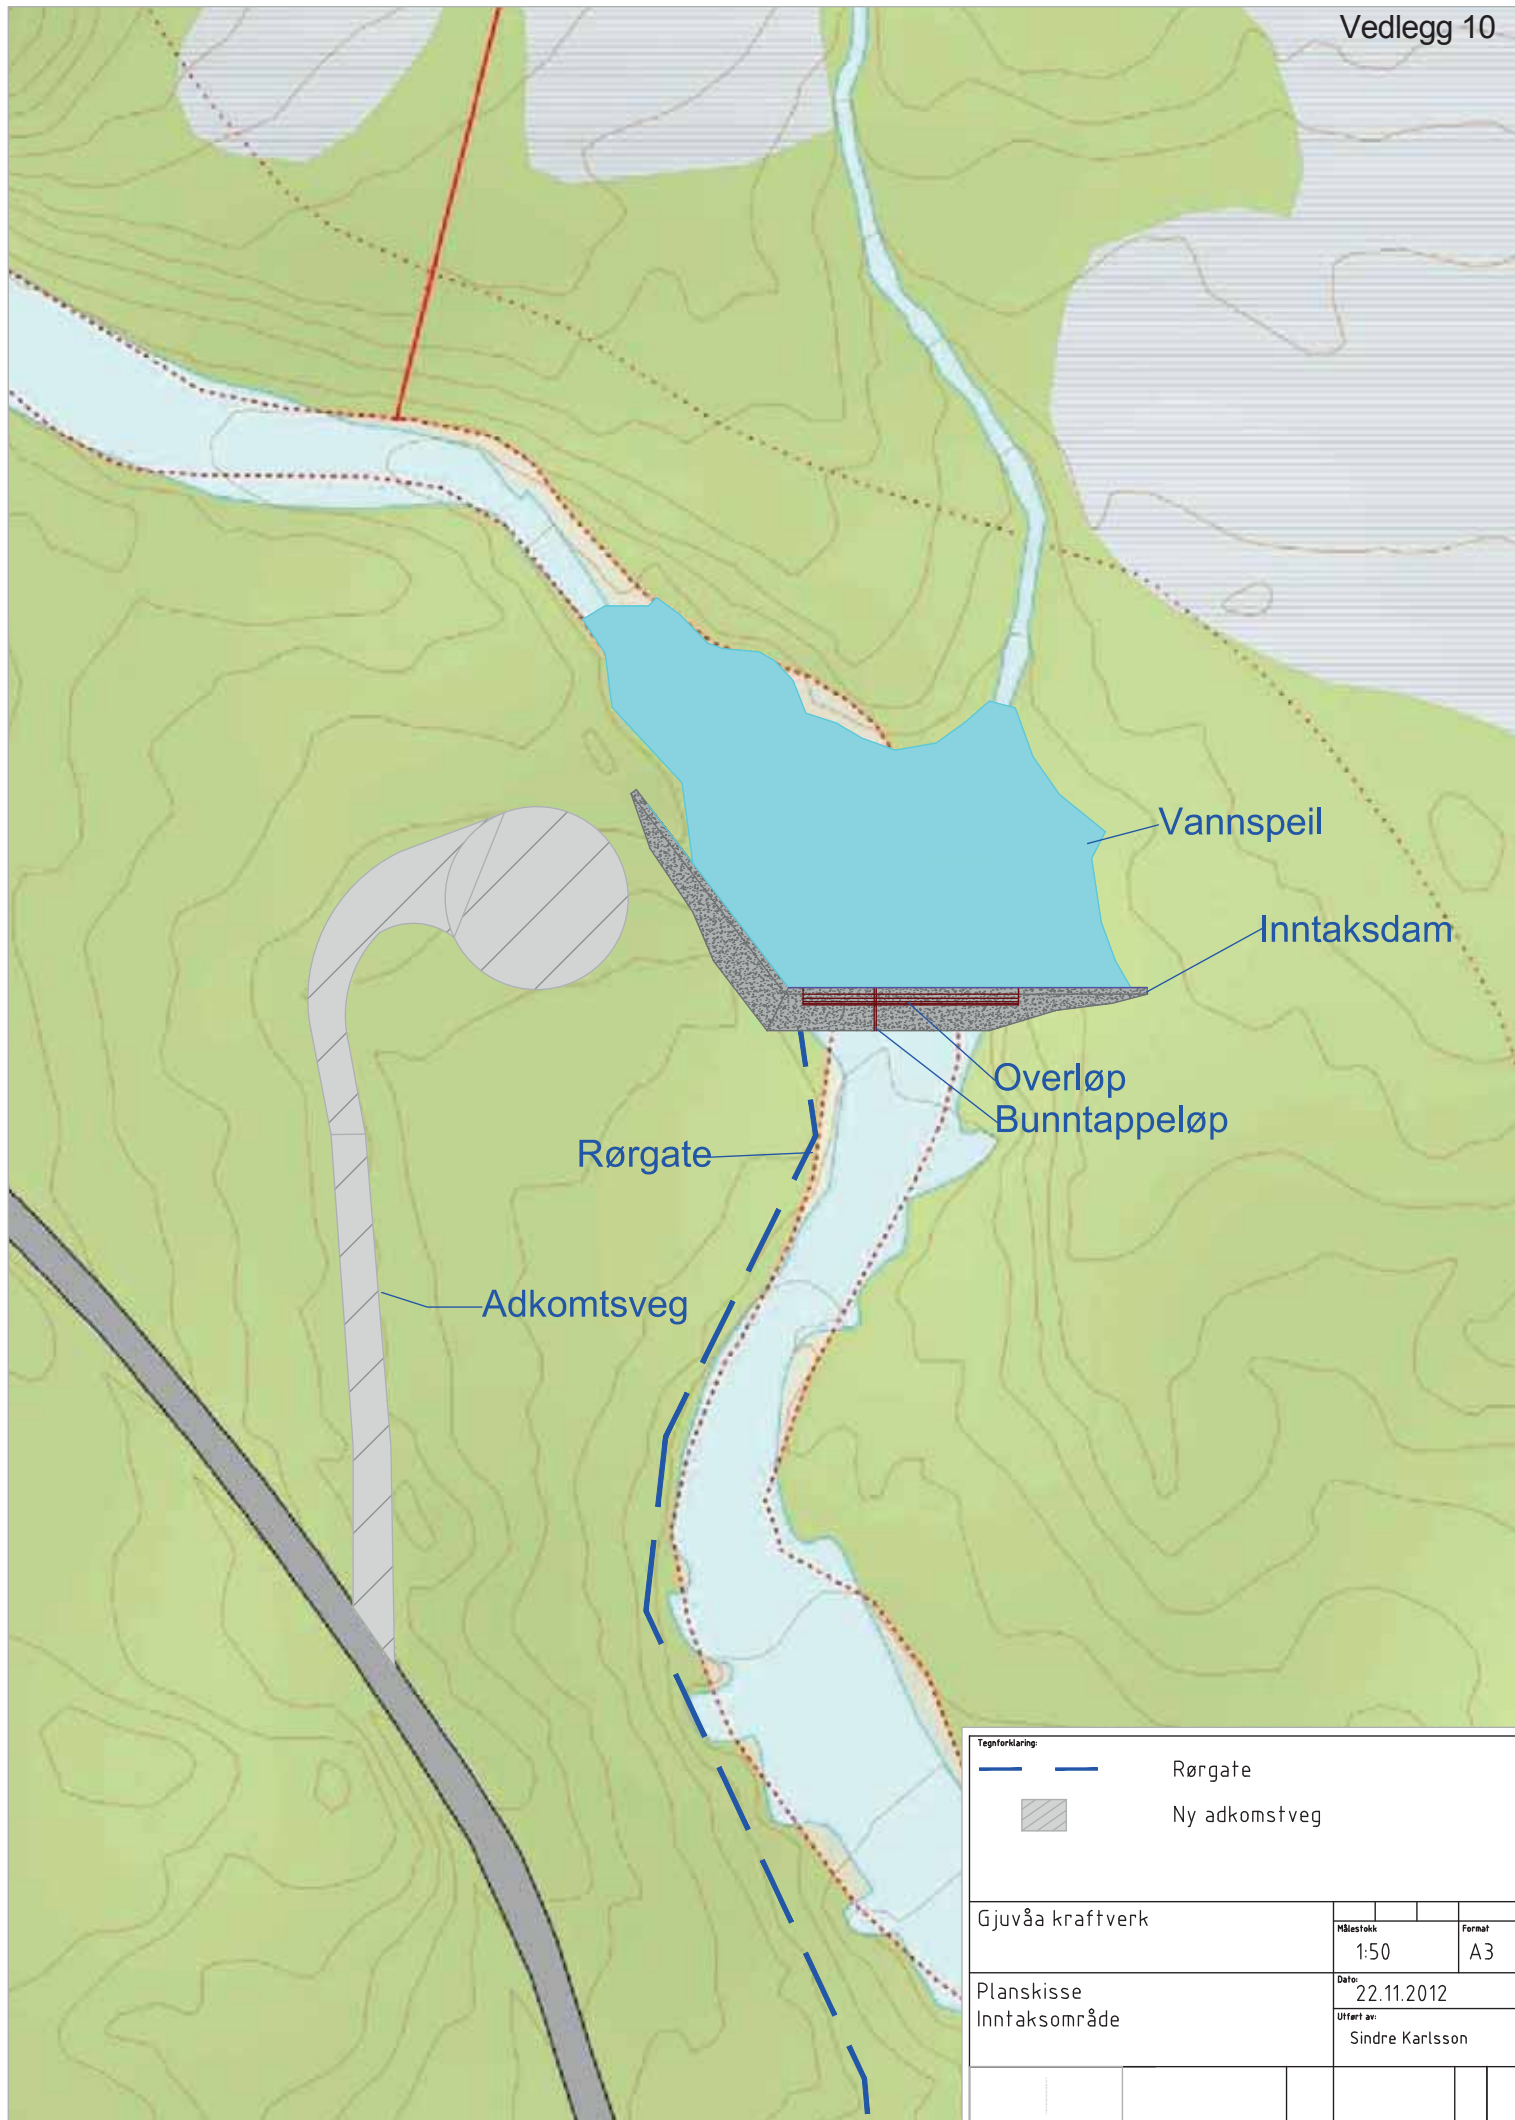 Vedlegg 10
Vannspeil
Inntaksdam
Overløp
Bunntappeløp
Rørgate
Adkomtsveg
Tegnforklaring:
Rørgate
Ny adkomstveg
Gjuvåa kraftverk
Målestokk
1:50
Format
A3
Planskisse
Inntaksområde
Dato:
22.11.2012
Utført av:
Sindre Karlsson